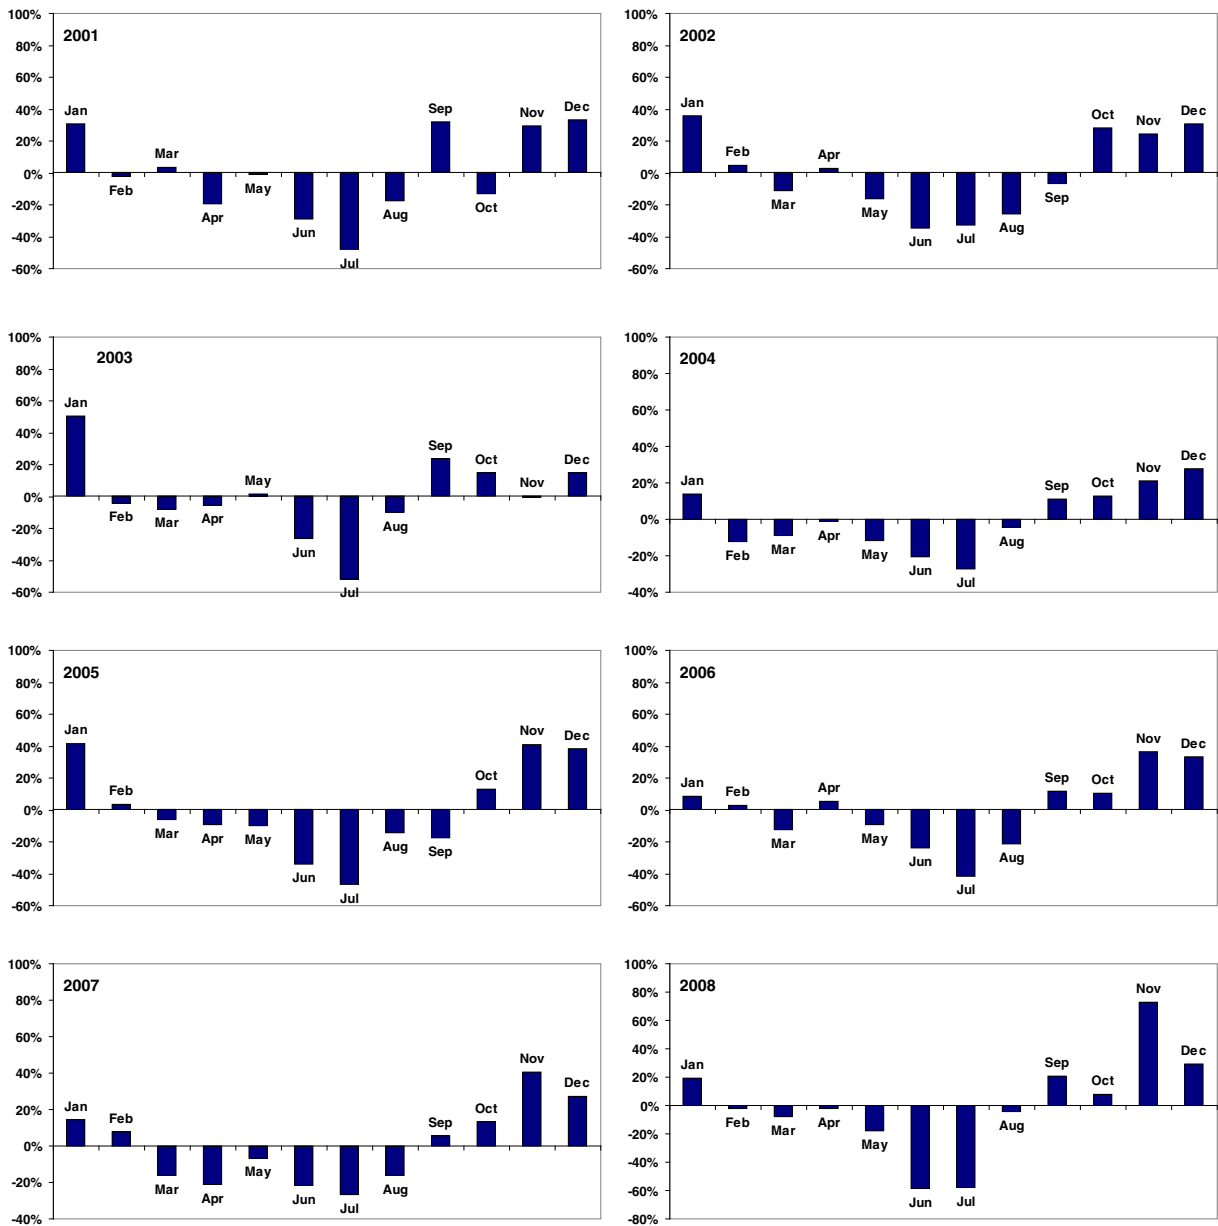 100%
2001
80%
60%
40%
20%
0%
-20%
-40%
-60%
Jan
Feb
Mar
Apr
May
Jun
Jul
Aug
Sep
Oct
Nov
Dec
100%
2002
80%
60%
40%
20%
0%
-20%
-40%
-60%
Jan
Feb
Mar
Apr
May
Jun
Jul
Aug
Sep
Oct
Nov
Dec
100%
2003
80%
60%
40%
20%
0%
-20%
-40%
-60%
Jan
Feb
Mar
Apr
May
Jun
Jul
Aug
Sep
Oct
Nov
Dec
100%
2004
80%
60%
40%
20%
0%
-20%
-40%
Jan
Feb
Mar
Apr
May
Jun
Jul
Aug
Sep
Oct
Nov
Dec
100%
2005
80%
60%
40%
20%
0%
-20%
-40%
-60%
Jan
Feb
Mar
Apr
May
Jun
Jul
Aug
Sep
Oct
Nov
Dec
100%
2006
80%
60%
40%
20%
0%
-20%
-40%
-60%
Jan
Feb
Mar
Apr
May
Jun
Jul
Aug
Sep
Oct
Nov
Dec
100%
2007
80%
60%
40%
20%
0%
-20%
-40%
Jan
Feb
Mar
Apr
May
Jun
Jul
Aug
Sep
Oct
Nov
Dec
100%
2008
80%
60%
40%
20%
0%
-20%
-40%
-60%
-80%
Jan
Feb
Mar
Apr
May
Jun
Jul
Aug
Sep
Oct
Nov
Dec